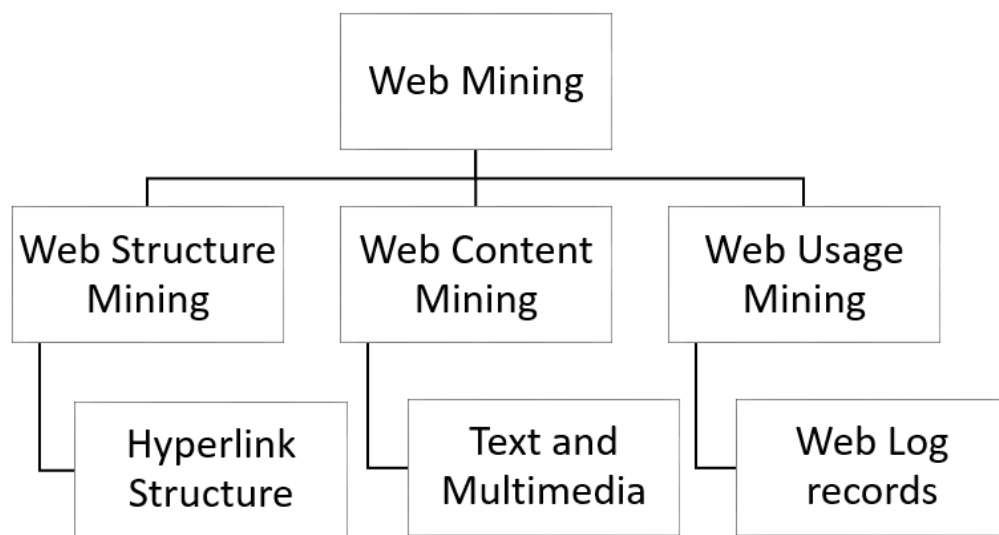 Web Mining
Web Structure
Mining
Web Content
Mining
Web Usage
Mining
Hyperlink
Structure
Text and
Multimedia
Web Log
records